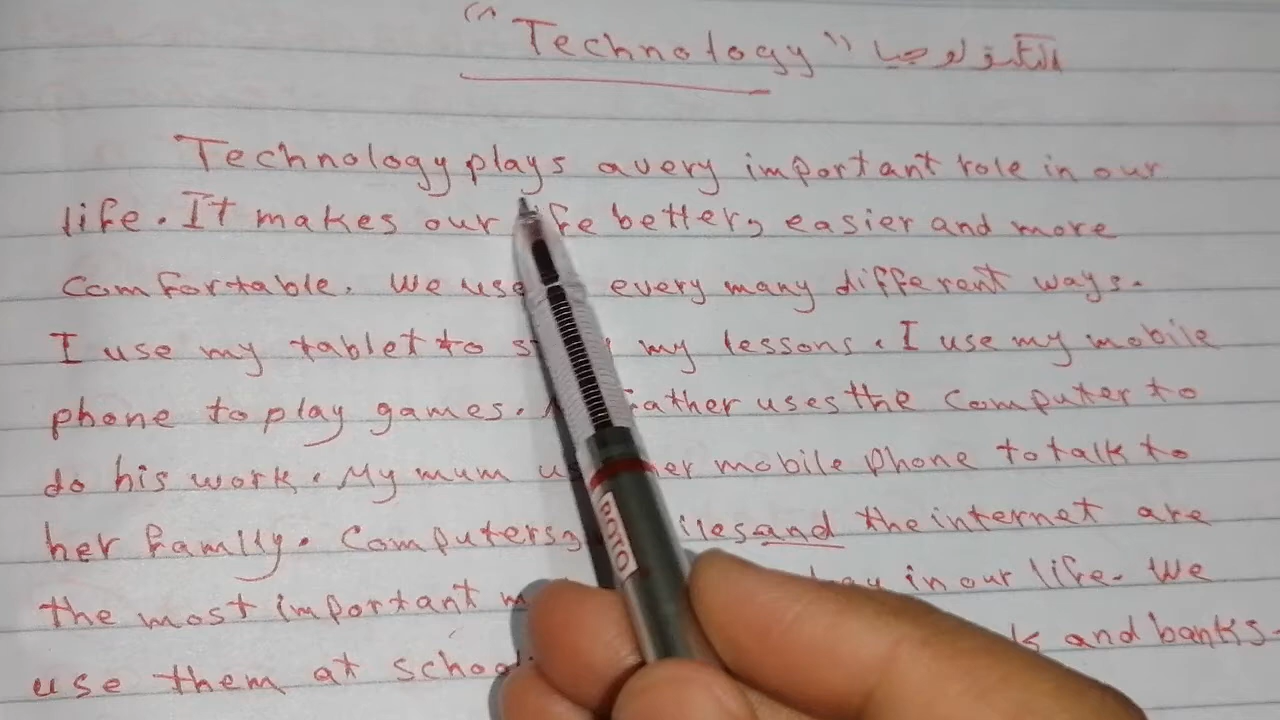 "Technology" التكنولوجيا
Technology plays a very important role in our
life. It makes our better, easier and more
comfortable. We use every many different ways.
I use my tablet to my lessons. I use my mobile
phone to play games. father uses the computer to
do his work. My mum her mobile phone to talk to
her family. Computers, and the internet are
the most important in our life. We
use them at school and banks.
ROTO